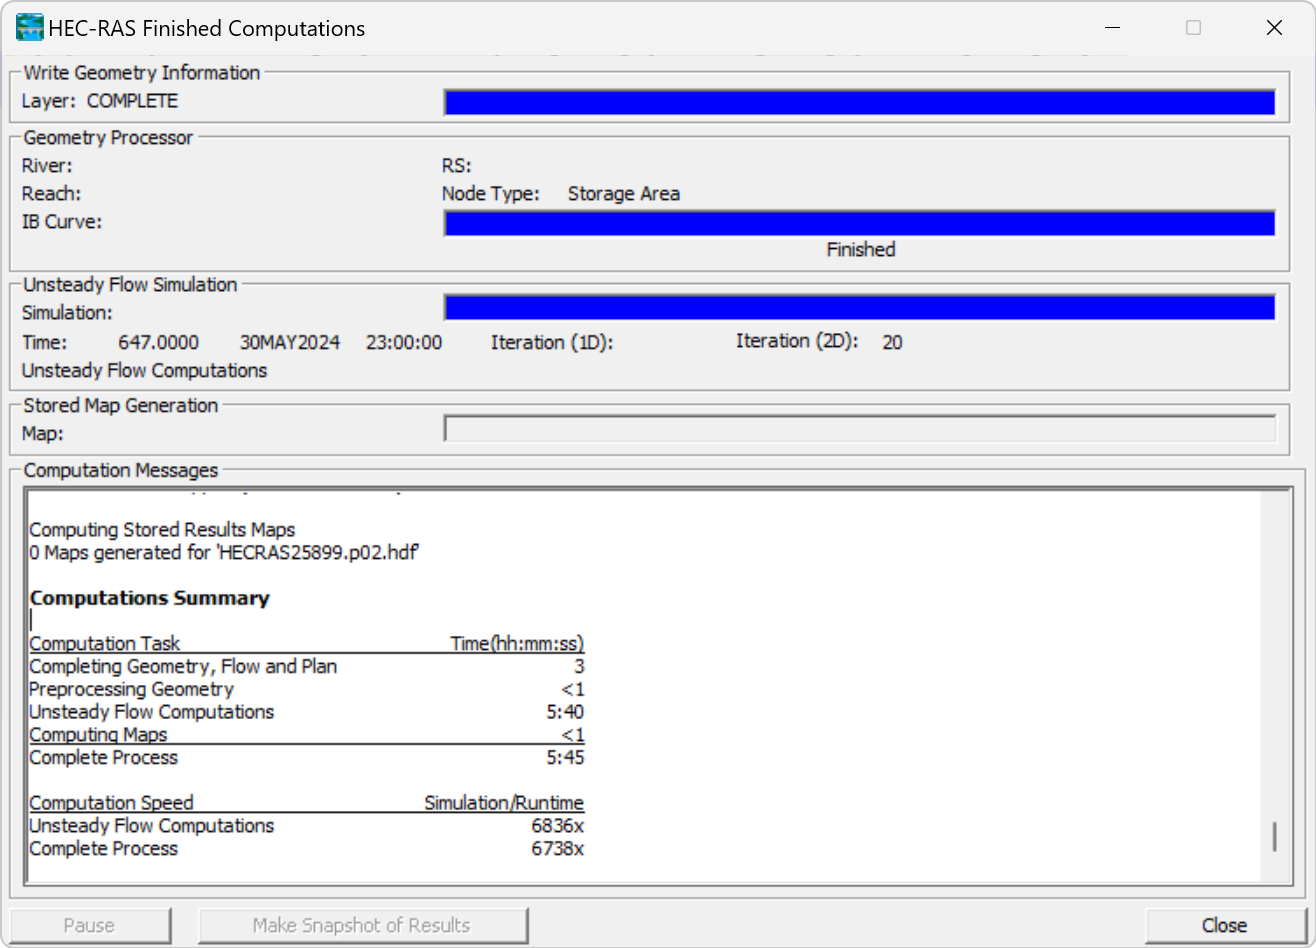 HEC-RAS Finished Computations
Write Geometry Information
Layer: COMPLETE
Geometry Processor
River: RS:
Reach: Node Type: Storage Area
IB Curve:
Finished
Unsteady Flow Simulation
Simulation:
Time: 647.0000 30MAY2024 23:00:00 Iteration (1D): Iteration (2D): 20
Unsteady Flow Computations
Stored Map Generation
Map:
Computation Messages
Computing Stored Results Maps
0 Maps generated for 'HECRAS25899.p02.hdf'
Computations Summary
Computation Task Time(hh:mm:ss)
Completing Geometry, Flow and Plan 3
Preprocessing Geometry <1
Unsteady Flow Computations 5:40
Computing Maps <1
Complete Process 5:45
Computation Speed Simulation/Runtime
Unsteady Flow Computations 6836x
Complete Process 6738x
Pause Make Snapshot of Results Close